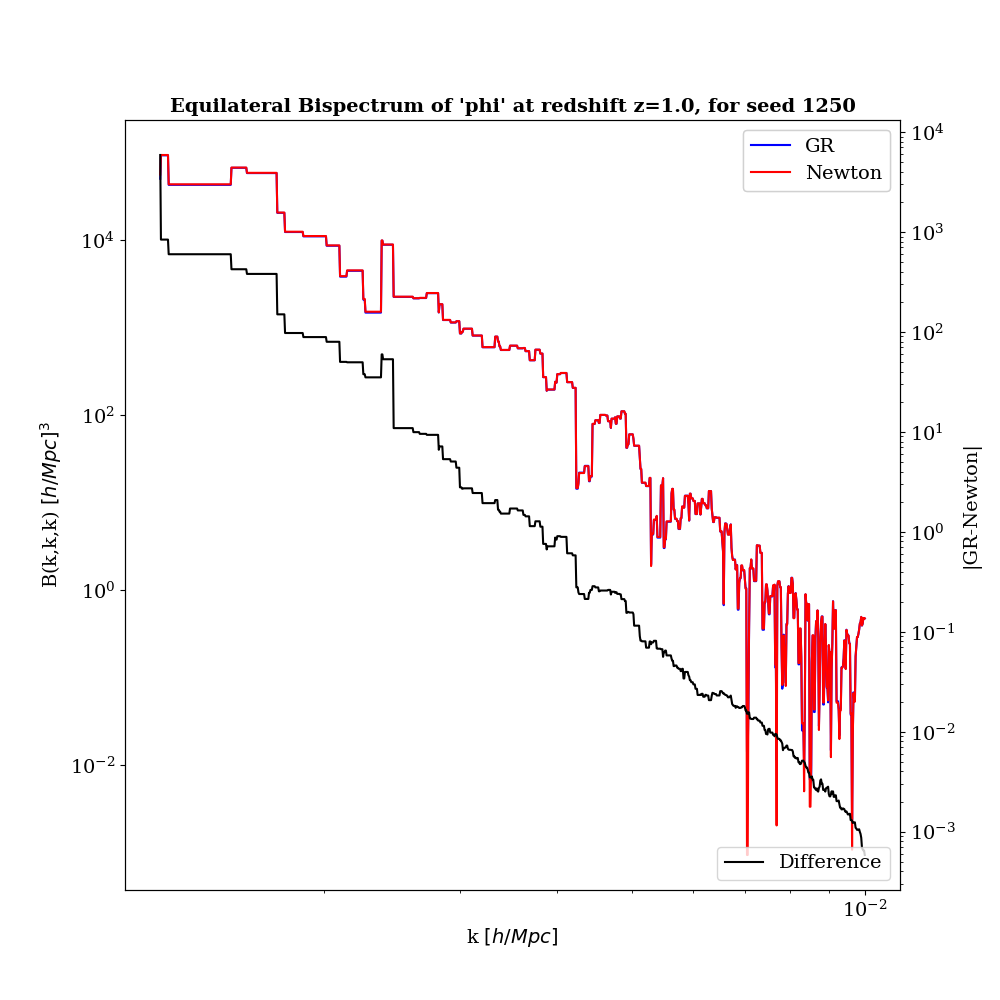 Equilateral Bispectrum of 'phi' at redshift z=1.0, for seed 1250
GR
Newton
B(k,k,k) [h/Mpc]^3
10^4
10^2
10^0
10^{-2}
10^4
10^3
10^2
10^1
10^0
10^{-1}
10^{-2}
10^{-3}
|GR-Newton|
Difference
10^{-2}
k [h/Mpc]